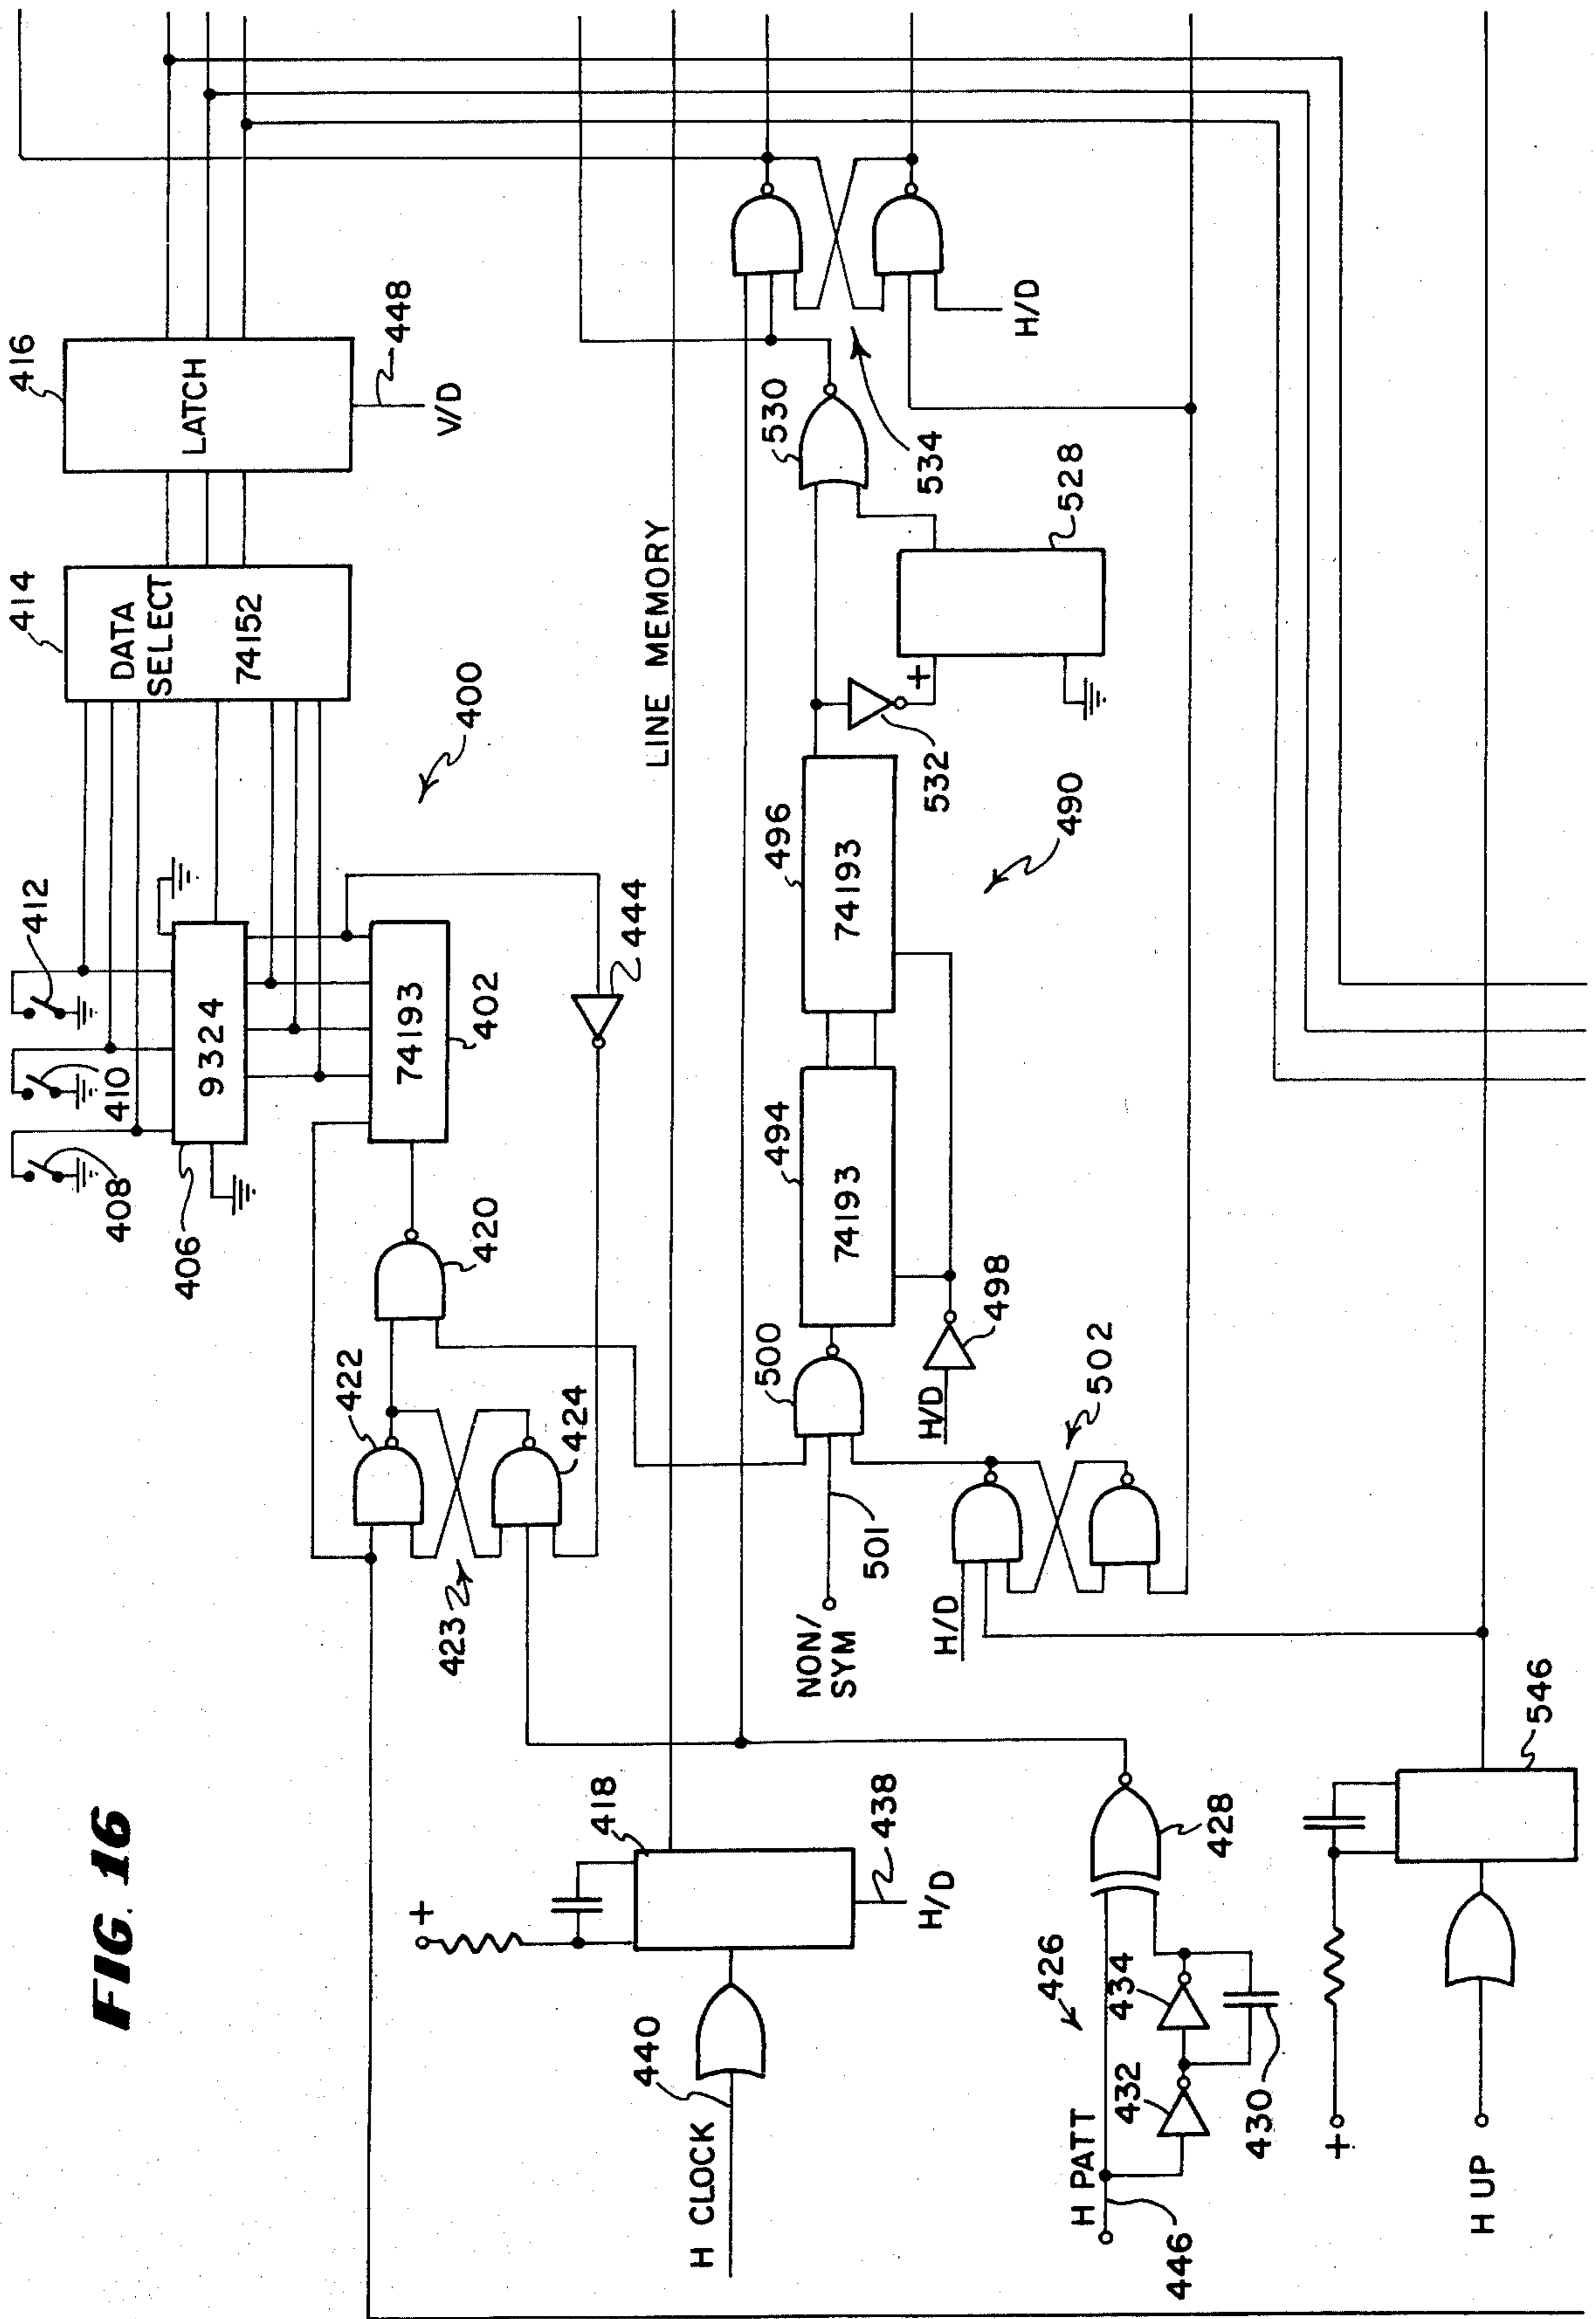 FIG. 16
408
410
412
406
9324
414
DATA
SELECT
74152
416
LATCH
448
V/D
74193
402
400
420
422
423
424
444
LINE MEMORY
418
438
H/D
440
H CLOCK
NON/
SYM
501
500
494
74193
496
74193
498
H/D
490
532
+
528
530
534
H/D
H/D
502
426
428
434
432
430
H PATT
446
+
+
546
H UP